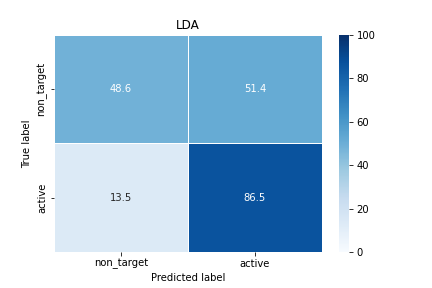 LDA
True label
non_target
48.6
51.4
active
13.5
86.5
non_target
active
Predicted label
100
80
60
40
20
0